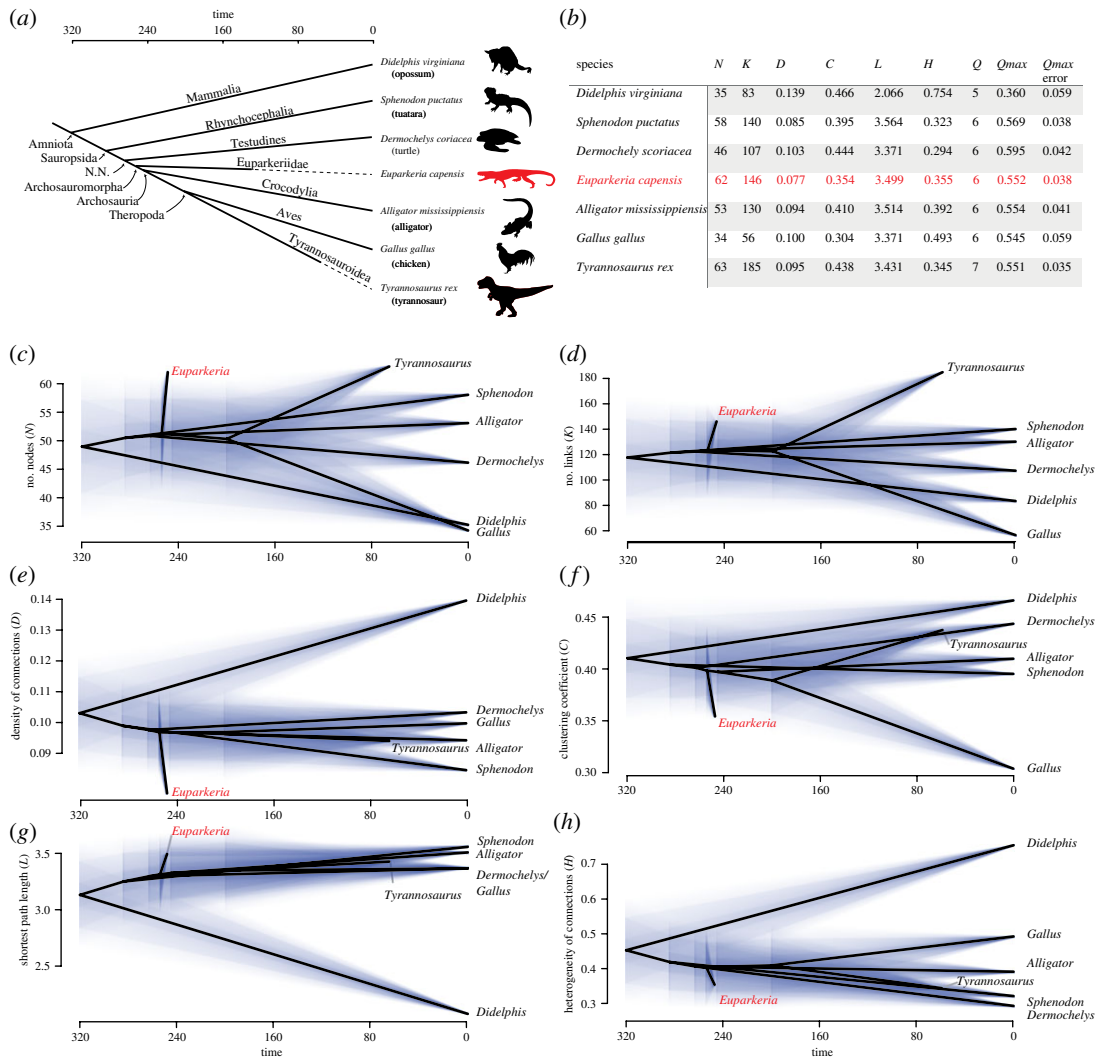 (a)
time
320 240 160 80 0
Mammalia
Rhynchocephalia
Testudines
Euparkeriidae
Crocodylia
Aves
Tyrannosauroidea
Amniota
Sauropsida
N.N.
Archosauromorpha
Archosauria
Theropoda
Didelphis virginiana
(opossum)
Sphenodon puctatus
(tuatara)
Dermochelys coriacea
(turtle)
Euparkeria capensis
Alligator mississippiensis
(alligator)
Gallus gallus
(chicken)
Tyrannosaurus rex
(tyrannosaur)
(b)
species N K D C L H Q Qmax Qmax error
Didelphis virginiana 35 83 0.139 0.466 2.066 0.754 5 0.360 0.059
Sphenodon puctatus 58 140 0.085 0.395 3.564 0.323 6 0.569 0.038
Dermochely scoriacea 46 107 0.103 0.444 3.371 0.294 6 0.595 0.042
Euparkeria capensis 62 146 0.077 0.354 3.499 0.355 6 0.552 0.038
Alligator mississippiensis 53 130 0.094 0.410 3.514 0.392 6 0.554 0.041
Gallus gallus 34 56 0.100 0.304 3.371 0.493 6 0.545 0.059
Tyrannosaurus rex 63 185 0.095 0.438 3.431 0.345 7 0.551 0.035
(c)
no. nodes (N)
60
55
50
45
40
35
320 240 160 80 0
Euparkeria
Tyrannosaurus
Sphenodon
Alligator
Dermochelys
Didelphis
Gallus
(d)
no. links (K)
180
160
140
120
100
80
60
320 240 160 80 0
Euparkeria
Tyrannosaurus
Sphenodon
Alligator
Dermochelys
Didelphis
Gallus
(e)
density of connections (D)
0.14
0.13
0.12
0.11
0.10
0.09
320 240 160 80 0
Didelphis
Dermochelys
Gallus
Tyrannosaurus Alligator
Sphenodon
Euparkeria
(f)
clustering coefficient (C)
0.45
0.40
0.35
0.30
320 240 160 80 0
Didelphis
Dermochelys
Tyrannosaurus
Alligator
Sphenodon
Euparkeria
Gallus
(g)
shortest path length (L)
3.5
3.0
2.5
320 240 160 80 0
time
Euparkeria
Sphenodon
Alligator
Dermochelys/
Gallus
Tyrannosaurus
Didelphis
(h)
heterogeneity of connections (H)
0.7
0.6
0.5
0.4
0.3
320 240 160 80 0
time
Didelphis
Gallus
Alligator
Tyrannosaurus
Euparkeria
Sphenodon
Dermochelys